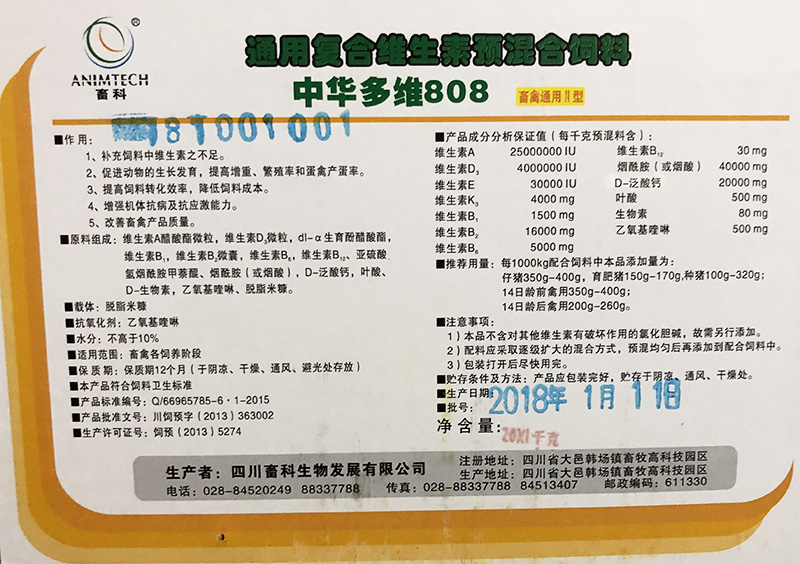 ®
ANIMTECH
畜科
通用复合维生素预混合饲料
中华多维808
畜禽通用II型
18T001001
■作用：
1、补充饲料中维生素之不足。
2、促进动物的生长发育，提高增重、繁殖率和蛋禽产蛋率。
3、提高饲料转化效率，降低饲料成本。
4、增强机体抗病及抗应激能力。
5、改善畜禽产品质量。
■原料组成：维生素A醋酸酯微粒，维生素D₃微粒，dl-α生育酚醋酸酯，
维生素B₁，维生素B₂微囊，维生素B₆，维生素B₁₂、亚硫酸
氢烟酰胺甲萘醌、烟酰胺（或烟酸），D-泛酸钙，叶酸、
D-生物素，乙氧基喹啉、脱脂米糠。
■载体：脱脂米糠
■抗氧化剂：乙氧基喹啉
■水分：不高于10%
■适用范围：畜禽各饲养阶段
■保 质 期：保质期12个月（于阴凉、干燥、通风、避光处存放）
■本产品符合饲料卫生标准
■产品标准编号：Q/66965785-6·1-2015
■产品批准文号：川饲预字（2013）363002
■生产许可证号：饲预（2013）5274
■产品成分分析保证值（每千克预混料含）：
维生素A 25000000 IU 维生素B₁₂ 30 mg
维生素D₃ 4000000 IU 烟酰胺（或烟酸） 40000 mg
维生素E 30000 IU D-泛酸钙 20000 mg
维生素K₃ 4000 mg 叶酸 500 mg
维生素B₁ 1500 mg 生物素 80 mg
维生素B₂ 16000 mg 乙氧基喹啉 500 mg
维生素B₆ 5000 mg
■推荐用量：每1000kg配合饲料中本品添加量为：
仔猪350g-400g，育肥猪150g-170g,种猪100g-320g;
14日龄前禽用350g-400g;
14日龄后禽用200g-260g。
■注意事项：
1）本品不含对其他维生素有破坏作用的氯化胆碱，故需另行添加。
2）配料应采取逐级扩大的混合方式，预混均匀后再添加到配合饲料中。
3）包装打开后尽快用完。
■贮存条件及方法：产品应包装完好，贮存于阴凉、通风、干燥处。
■生产日期：
2018年1月11日
■批号：
净含量：20X1千克
生产者：四川畜科生物发展有限公司
注册地址：四川省大邑韩场镇畜牧高科技园区
生产地址：四川省大邑韩场镇畜牧高科技园区
电话：028-84520249 88337788 传真：028-88337788 84513407 邮政编码：611330